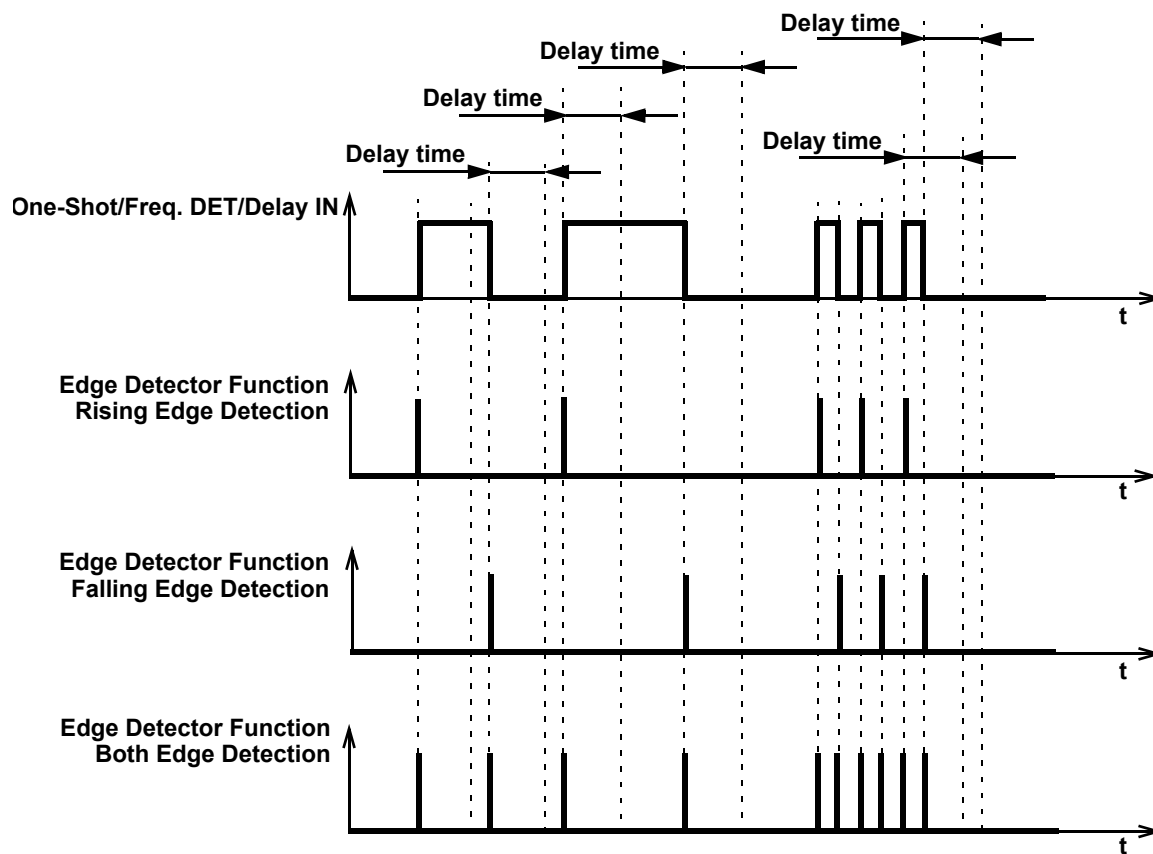 Delay time
Delay time
Delay time
Delay time
Delay time
One-Shot/Freq. DET/Delay IN
t
Edge Detector Function
Rising Edge Detection
t
Edge Detector Function
Falling Edge Detection
t
Edge Detector Function
Both Edge Detection
t